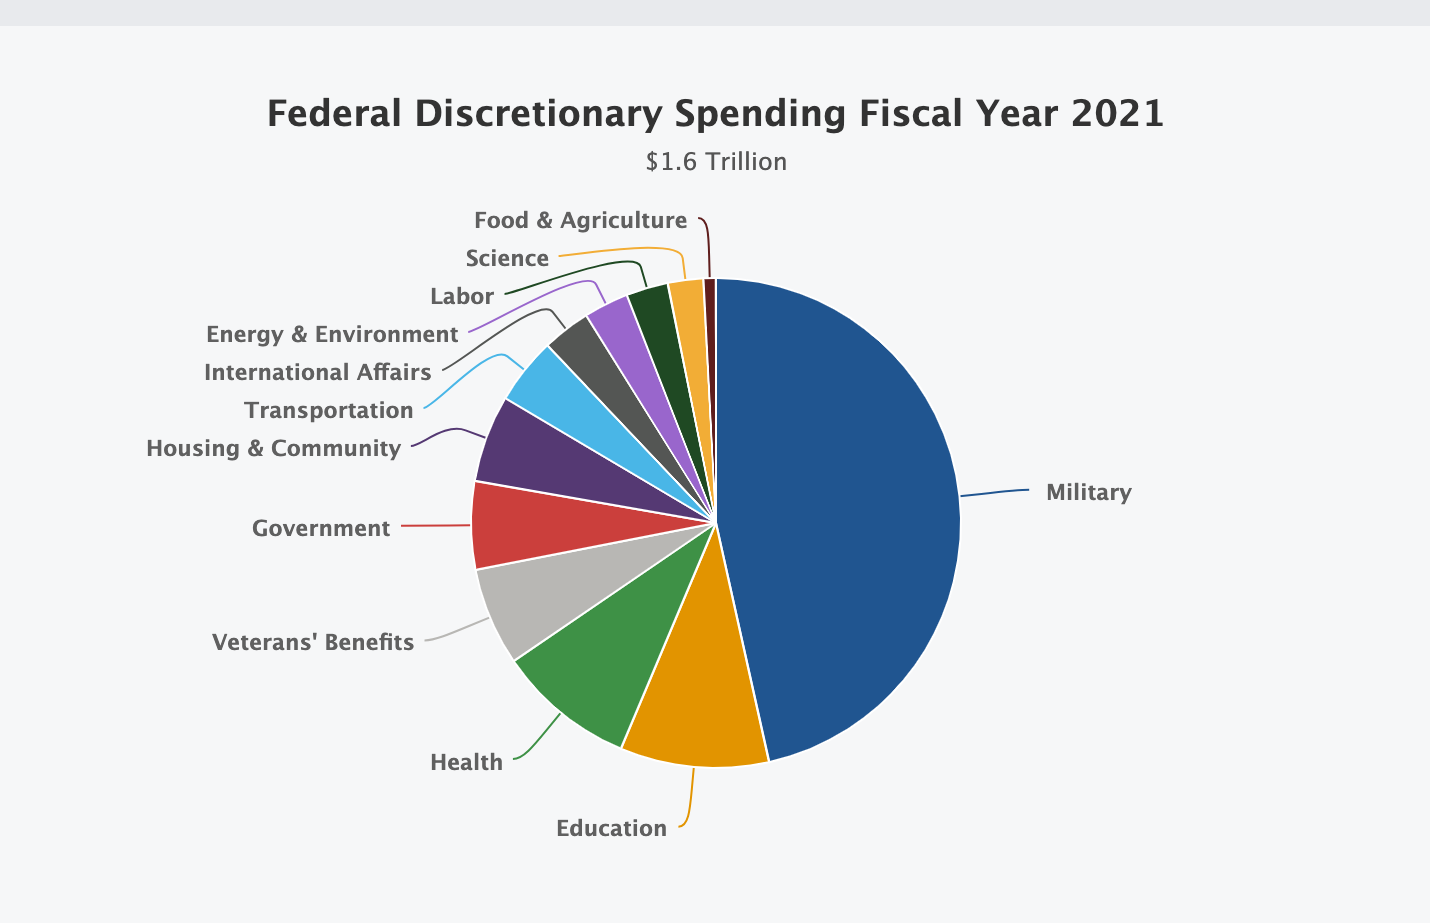 Federal Discretionary Spending Fiscal Year 2021
$1.6 Trillion
Food & Agriculture
Science
Labor
Energy & Environment
International Affairs
Transportation
Housing & Community
Military
Government
Veterans' Benefits
Health
Education